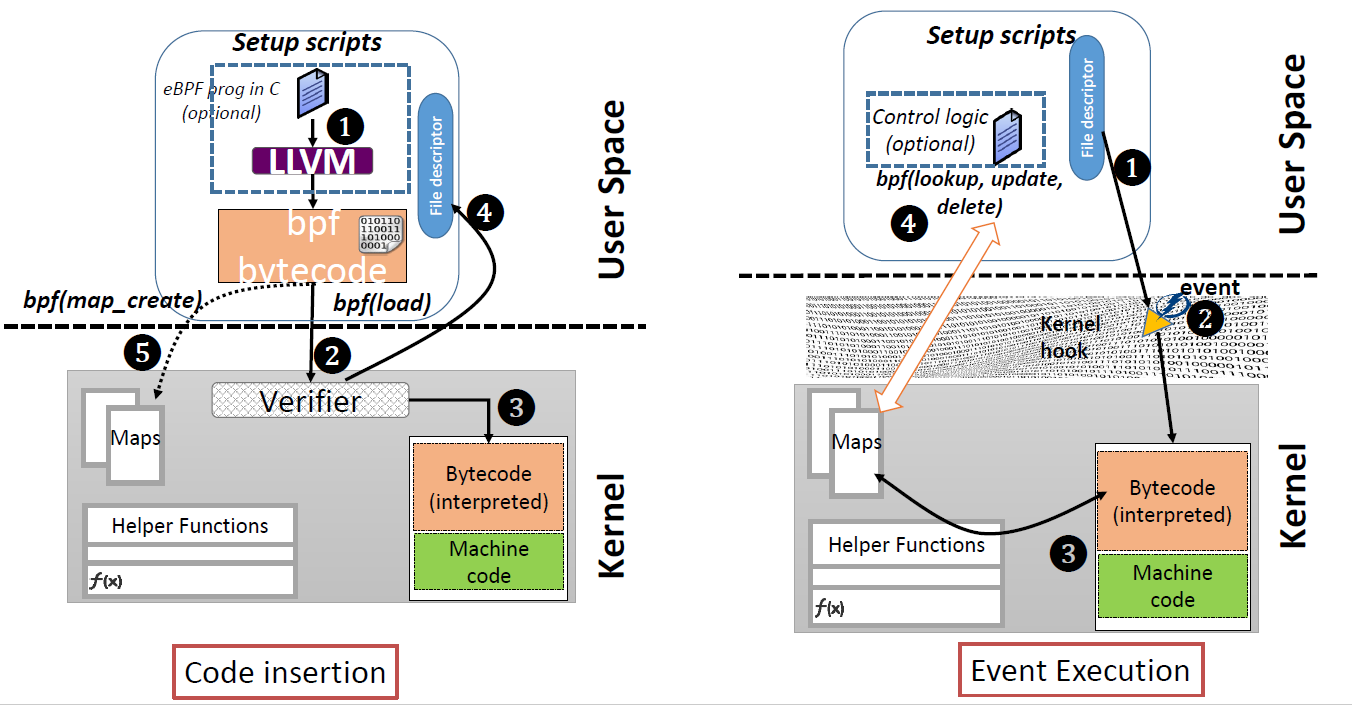 Setup scripts
eBPF prog in C
(optional)
1
LLVM
bpf
bytecode
010110
110011
101000
0001
File descriptor
4
User Space
bpf(map_create)
bpf(load)
5
2
Verifier
3
Maps
Bytecode
(interpreted)
Helper Functions
Machine
code
f(x)
Kernel
Code insertion
Setup scripts
Control logic
(optional)
File descriptor
1
bpf(lookup, update,
delete)
4
User Space
event
2
Kernel
hook
Maps
Bytecode
(interpreted)
Helper Functions
3
Machine
code
f(x)
Kernel
Event Execution